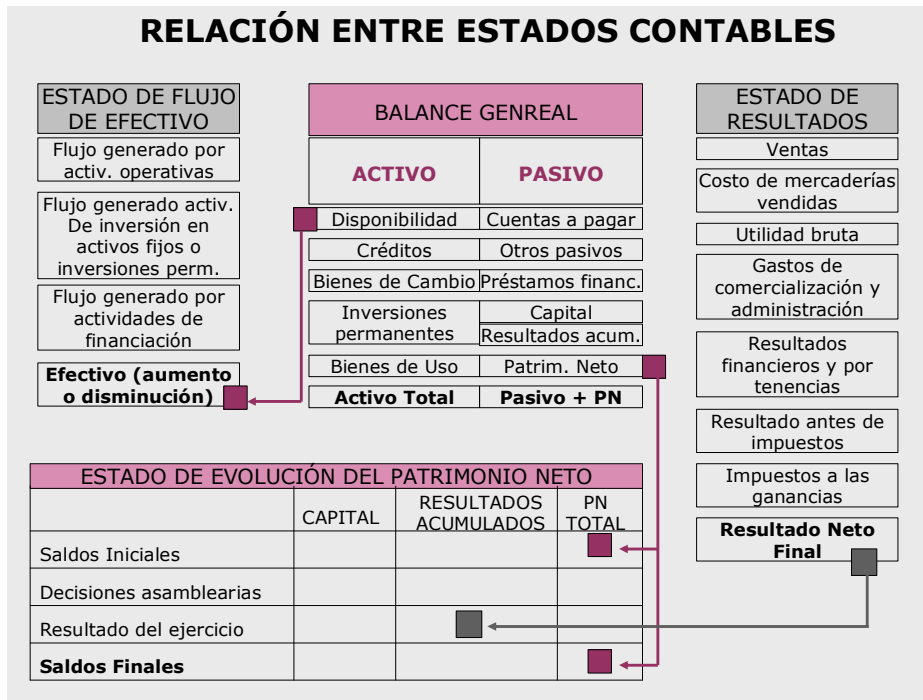 RELACIÓN ENTRE ESTADOS CONTABLES
ESTADO DE FLUJO
DE EFECTIVO
Flujo generado por
activ. operativas
Flujo generado activ.
De inversión en
activos fijos o
inversiones perm.
Flujo generado por
actividades de
financiación
Efectivo (aumento
o disminución)
BALANCE GENREAL
ACTIVO PASIVO
Disponibilidad Cuentas a pagar
Créditos Otros pasivos
Bienes de Cambio Préstamos financ.
Inversiones
permanentes
Capital
Resultados acum.
Bienes de Uso Patrim. Neto
Activo Total Pasivo + PN
ESTADO DE
RESULTADOS
Ventas
Costo de mercaderías
vendidas
Utilidad bruta
Gastos de
comercialización y
administración
Resultados
financieros y por
tenencias
Resultado antes de
impuestos
Impuestos a las
ganancias
Resultado Neto
Final
ESTADO DE EVOLUCIÓN DEL PATRIMONIO NETO
CAPITAL
RESULTADOS
ACUMULADOS
PN
TOTAL
Saldos Iniciales
Decisiones asamblearias
Resultado del ejercicio
Saldos Finales